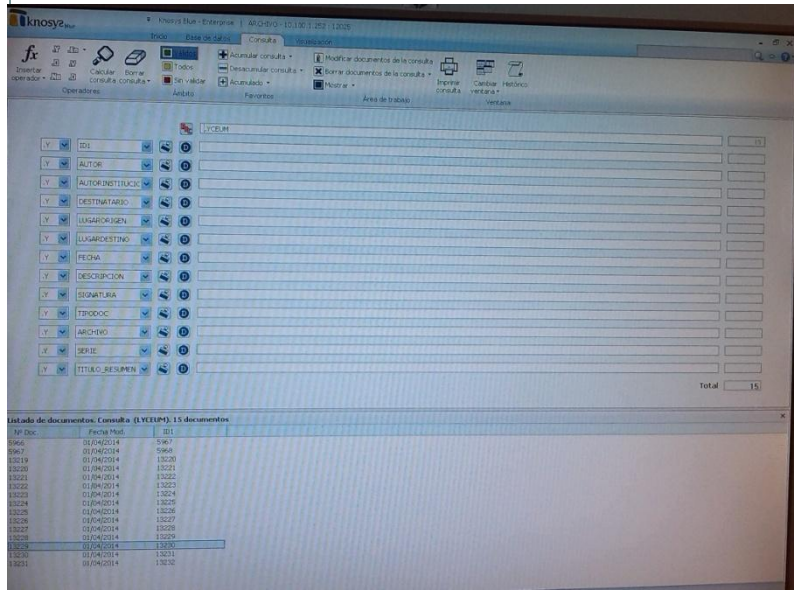 knosys blue
Knosys Blue - Enterprise | ARCHIVO - 10.100.5.252 : 12025
Inicio Base de datos Consulta Visualización
fx Insertar operador
Calcular consulta
Borrar consulta
Operadores
Todos
Sin validar
Ámbito
Acumular consulta
Desacumular consulta
Acumulado
Favoritos
Modificar documentos de la consulta
Borrar documentos de la consulta
Mostrar
Imprimir consulta
Área de trabajo
Cambiar ventana
Histórico
Ventana
LYCEUM 15
.Y ID1 D
.Y AUTOR D
.Y AUTORINSTITUCIC D
.Y DESTINATARIO D
.Y LUGARORIGEN D
.Y LUGARDESTINO D
.Y FECHA D
.Y DESCRIPCION D
.Y SIGNATURA D
.Y TIPODOC D
.Y ARCHIVO D
.Y SERIE D
.Y TITULO_RESUMEN D
Total 15
Listado de documentos. Consulta (LYCEUM). 15 documentos
Nº Doc. Fecha Mod. ID1
5966 01/04/2014 5967
5967 01/04/2014 5968
13219 01/04/2014 13220
13220 01/04/2014 13221
13221 01/04/2014 13222
13222 01/04/2014 13223
13223 01/04/2014 13224
13224 01/04/2014 13225
13225 01/04/2014 13226
13226 01/04/2014 13227
13227 01/04/2014 13228
13228 01/04/2014 13229
13229 01/04/2014 13230
13230 01/04/2014 13231
13231 01/04/2014 13232